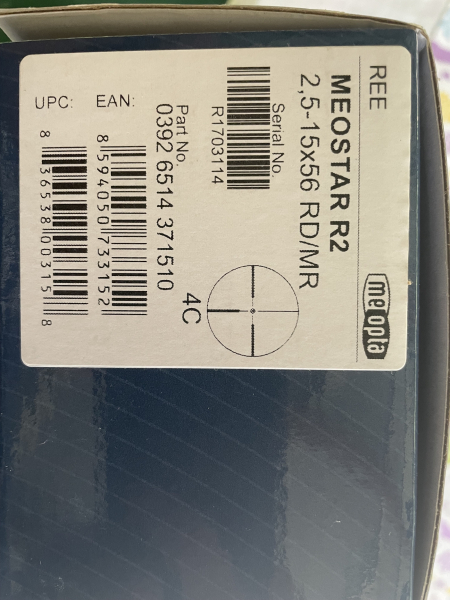 REE
meopta
MEOSTAR R2
2,5-15x56 RD/MR
Serial No.
R1703114
Part No.
0392 6514 371510
4C
EAN:
8 594050 733152
UPC:
8 36538 00315 8